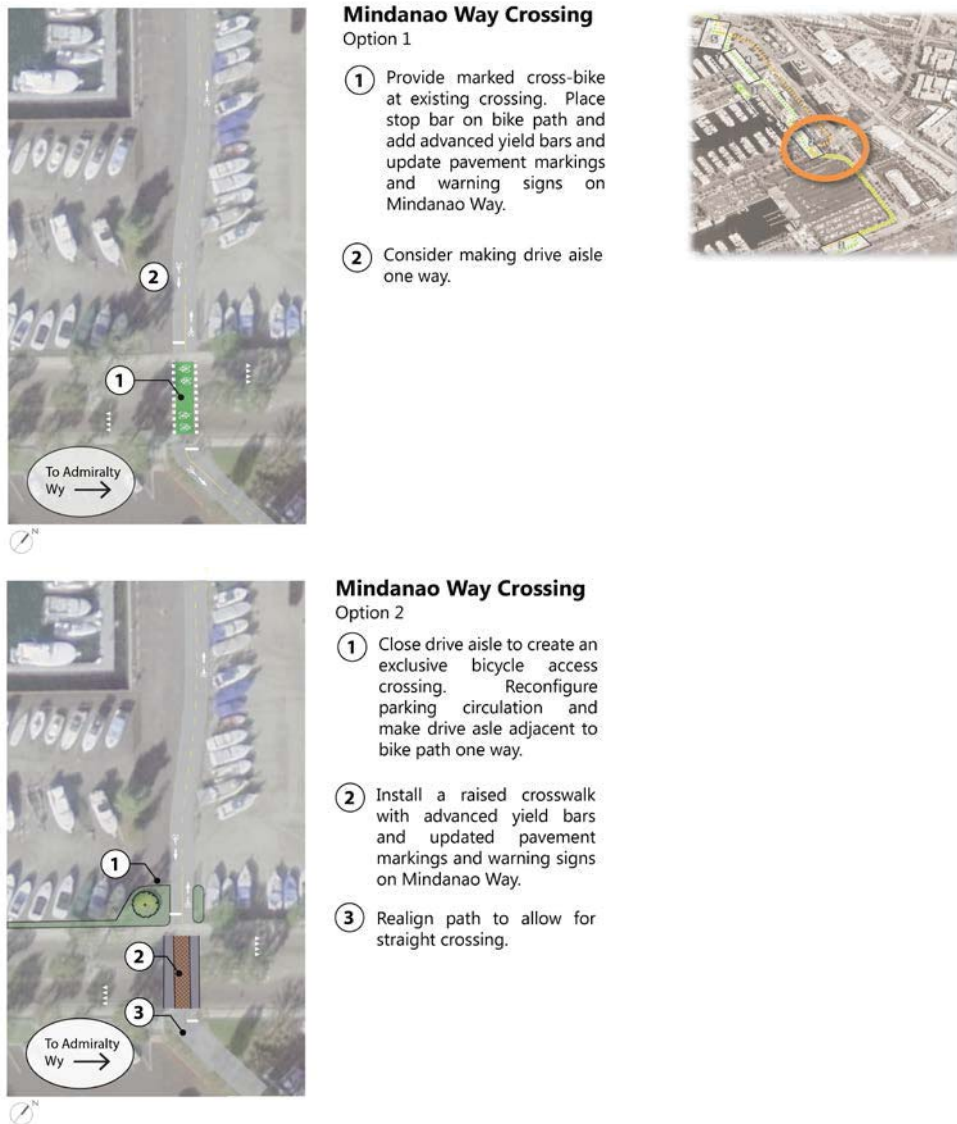 Mindanao Way Crossing
Option 1
1 Provide marked cross-bike
at existing crossing. Place
stop bar on bike path and
add advanced yield bars and
update pavement markings
and warning signs on
Mindanao Way.
2 Consider making drive aisle
one way.
2
1
To Admiralty
Wy
N
Mindanao Way Crossing
Option 2
1 Close drive aisle to create an
exclusive bicycle access
crossing. Reconfigure
parking circulation and
make drive asle adjacent to
bike path one way.
2 Install a raised crosswalk
with advanced yield bars
and updated pavement
markings and warning signs
on Mindanao Way.
3 Realign path to allow for
straight crossing.
1
2
3
To Admiralty
Wy
N